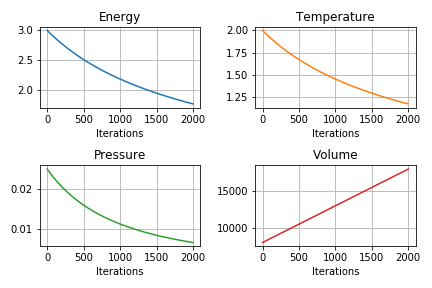 Energy
3.0
2.5
2.0
0 500 1000 1500 2000
Iterations
Temperature
2.00
1.75
1.50
1.25
0 500 1000 1500 2000
Iterations
Pressure
0.02
0.01
0 500 1000 1500 2000
Iterations
Volume
15000
10000
0 500 1000 1500 2000
Iterations